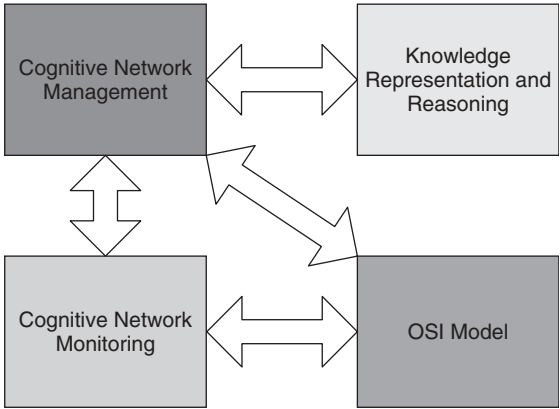 Cognitive Network
Management
Knowledge
Representation and
Reasoning
Cognitive Network
Monitoring
OSI Model